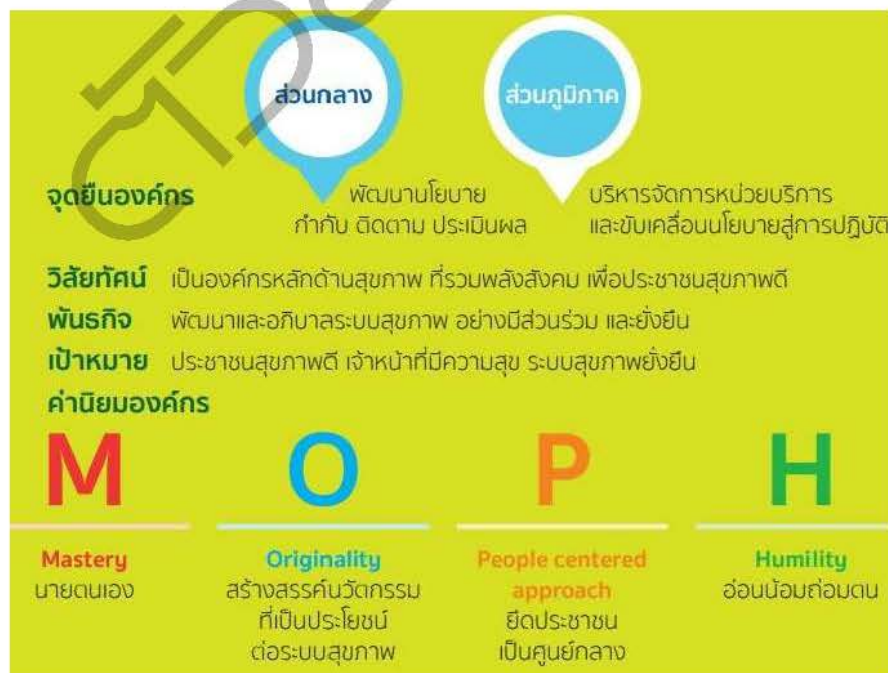 ส่วนกลาง ส่วนภูมิภาค
จุดยืนองค์กร พัฒนานโยบาย บริหารจัดการหน่วยบริการ
กำกับ ติดตาม ประเมินผล และขับเคลื่อนนโยบายสู่การปฏิบัติ
วิสัยทัศน์ เป็นองค์กรหลักด้านสุขภาพ ที่รวมพลังสังคม เพื่อประชาชนสุขภาพดี
พันธกิจ พัฒนาและอภิบาลระบบสุขภาพ อย่างมีส่วนร่วม และยั่งยืน
เป้าหมาย ประชาชนสุขภาพดี เจ้าหน้าที่มีความสุข ระบบสุขภาพยั่งยืน
ค่านิยมองค์กร
M O P H
Mastery
นายตนเอง
Originality
สร้างสรรค์นวัตกรรม
ที่เป็นประโยชน์
ต่อระบบสุขภาพ
People centered
approach
ยึดประชาชน
เป็นศูนย์กลาง
Humility
อ่อนน้อมถ่อมตน